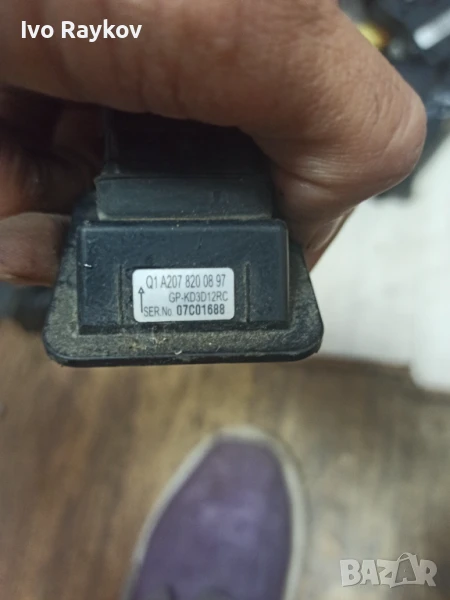 Ivo Raykov
Q1 A207 820 08 97
GP-KD3D12RC
SER.No. 07C01688
BAZAR